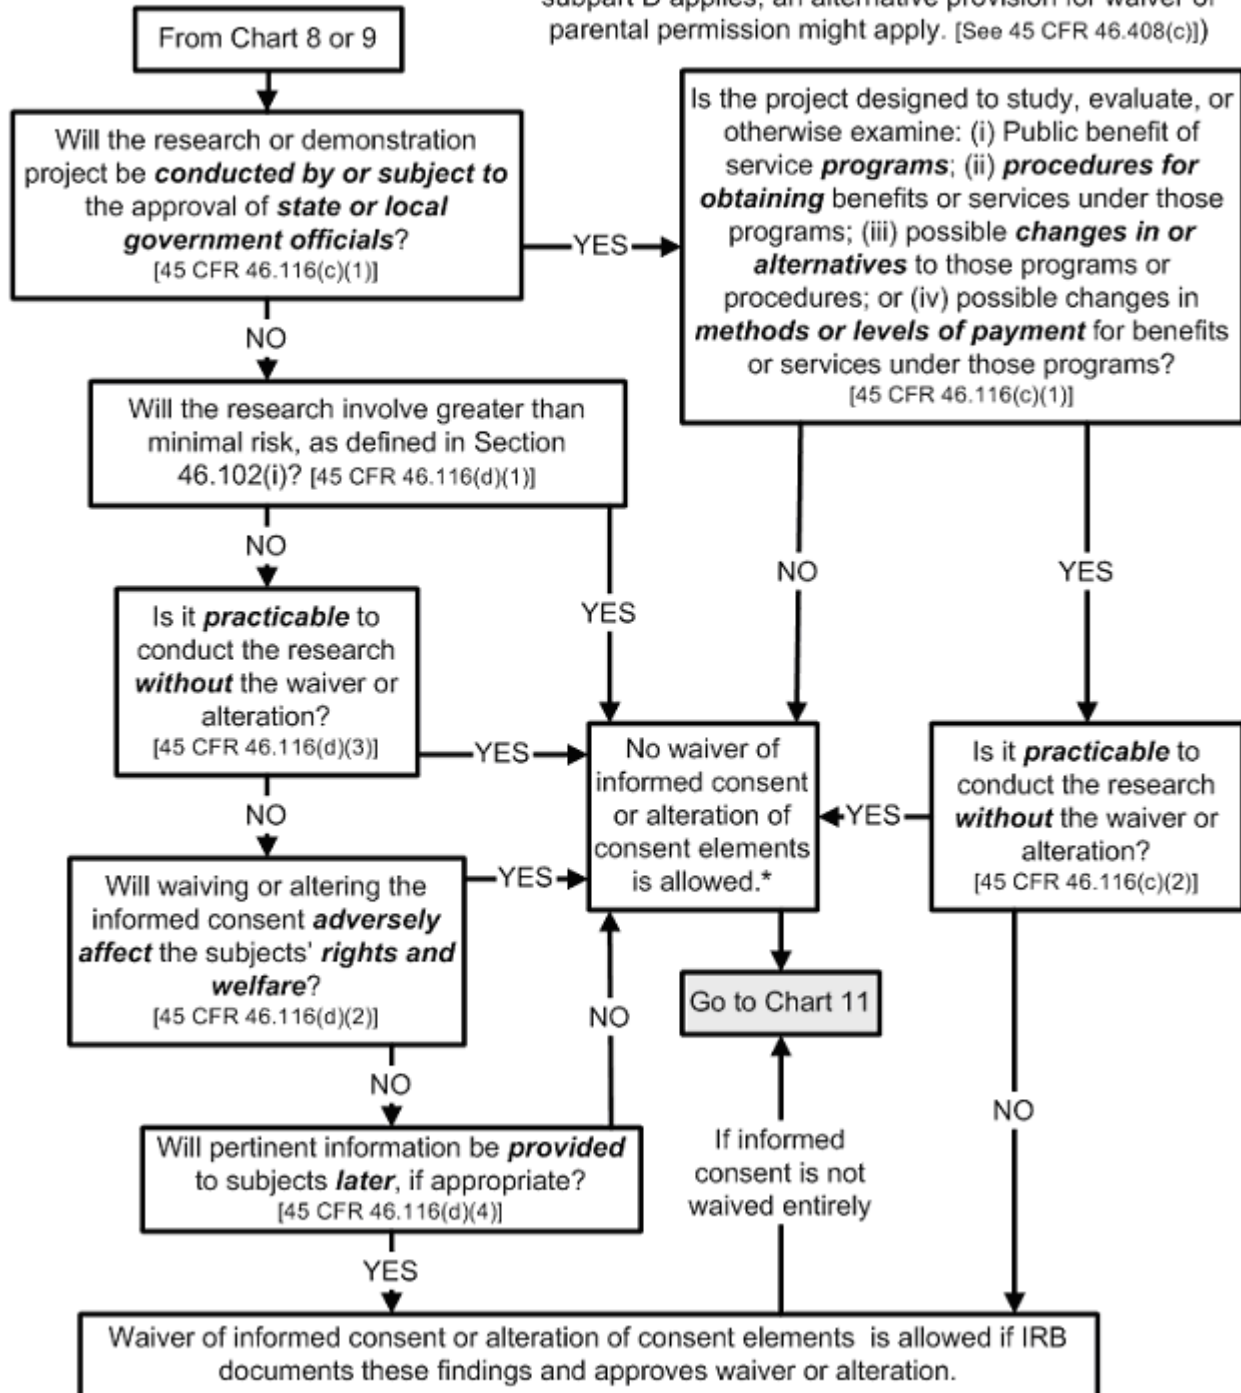 subpart D applies, an alternative provision for waiver of
parental permission might apply. [See 45 CFR 46.408(c)])
From Chart 8 or 9
Will the research or demonstration
project be conducted by or subject to
the approval of state or local
government officials?
[45 CFR 46.116(c)(1)]
YES
Is the project designed to study, evaluate, or
otherwise examine: (i) Public benefit of
service programs; (ii) procedures for
obtaining benefits or services under those
programs; (iii) possible changes in or
alternatives to those programs or
procedures; or (iv) possible changes in
methods or levels of payment for benefits
or services under those programs?
[45 CFR 46.116(c)(1)]
NO
Will the research involve greater than
minimal risk, as defined in Section
46.102(i)? [45 CFR 46.116(d)(1)]
NO
YES
NO
YES
Is it practicable to
conduct the research
without the waiver or
alteration?
[45 CFR 46.116(d)(3)]
YES
No waiver of
informed consent
or alteration of
consent elements
is allowed.*
YES
Is it practicable to
conduct the research
without the waiver or
alteration?
[45 CFR 46.116(c)(2)]
NO
Will waiving or altering the
informed consent adversely
affect the subjects' rights and
welfare?
[45 CFR 46.116(d)(2)]
YES
Go to Chart 11
NO
NO
NO
Will pertinent information be provided
to subjects later, if appropriate?
[45 CFR 46.116(d)(4)]
If informed
consent is not
waived entirely
YES
Waiver of informed consent or alteration of consent elements is allowed if IRB
documents these findings and approves waiver or alteration.